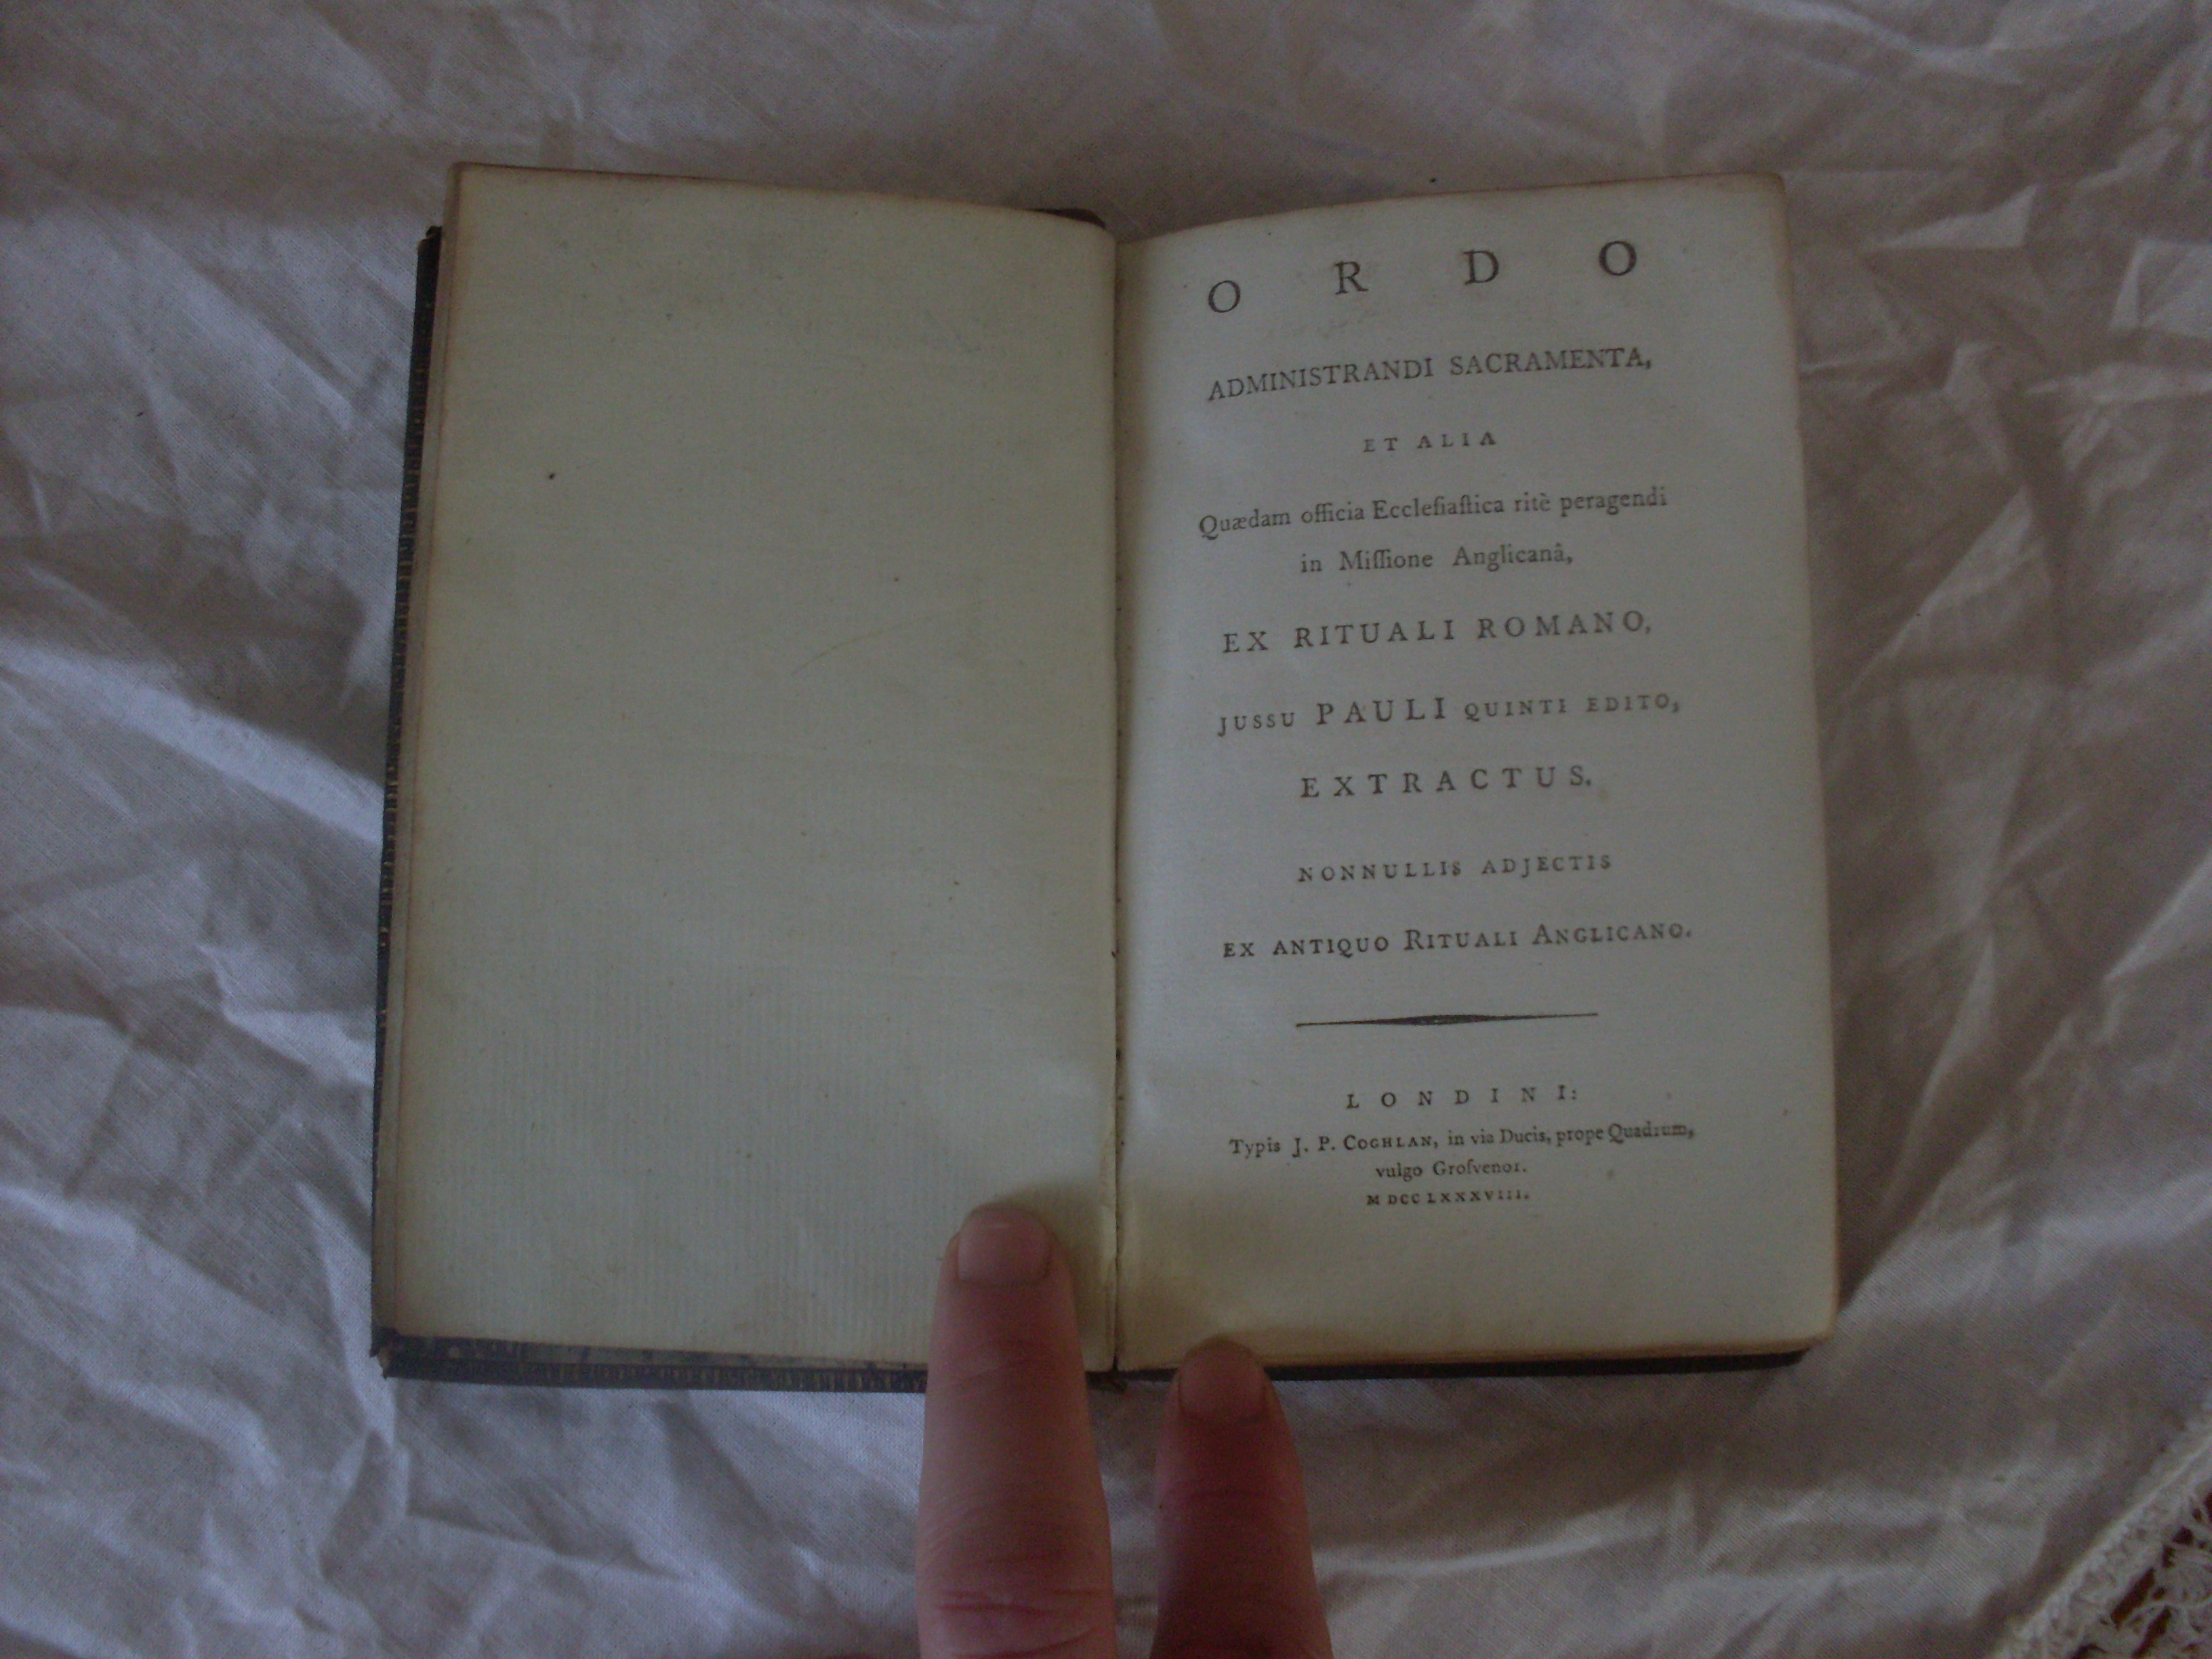 ORDO
ADMINISTRANDI SACRAMENTA,
ET ALIA
Quædam officia Eccleſiaſtica ritè peragendi
in Miſſione Anglicanâ,
EX RITUALI ROMANO,
JUSSU PAULI QUINTI EDITO,
EXTRACTUS.
NONNULLIS ADJECTIS
EX ANTIQUO RITUALI ANGLICANO.
LONDINI:
Typis J. P. COGHLAN, in via Ducis, prope Quadrum,
vulgo Groſvenor.
MDCCLXXXVIII.